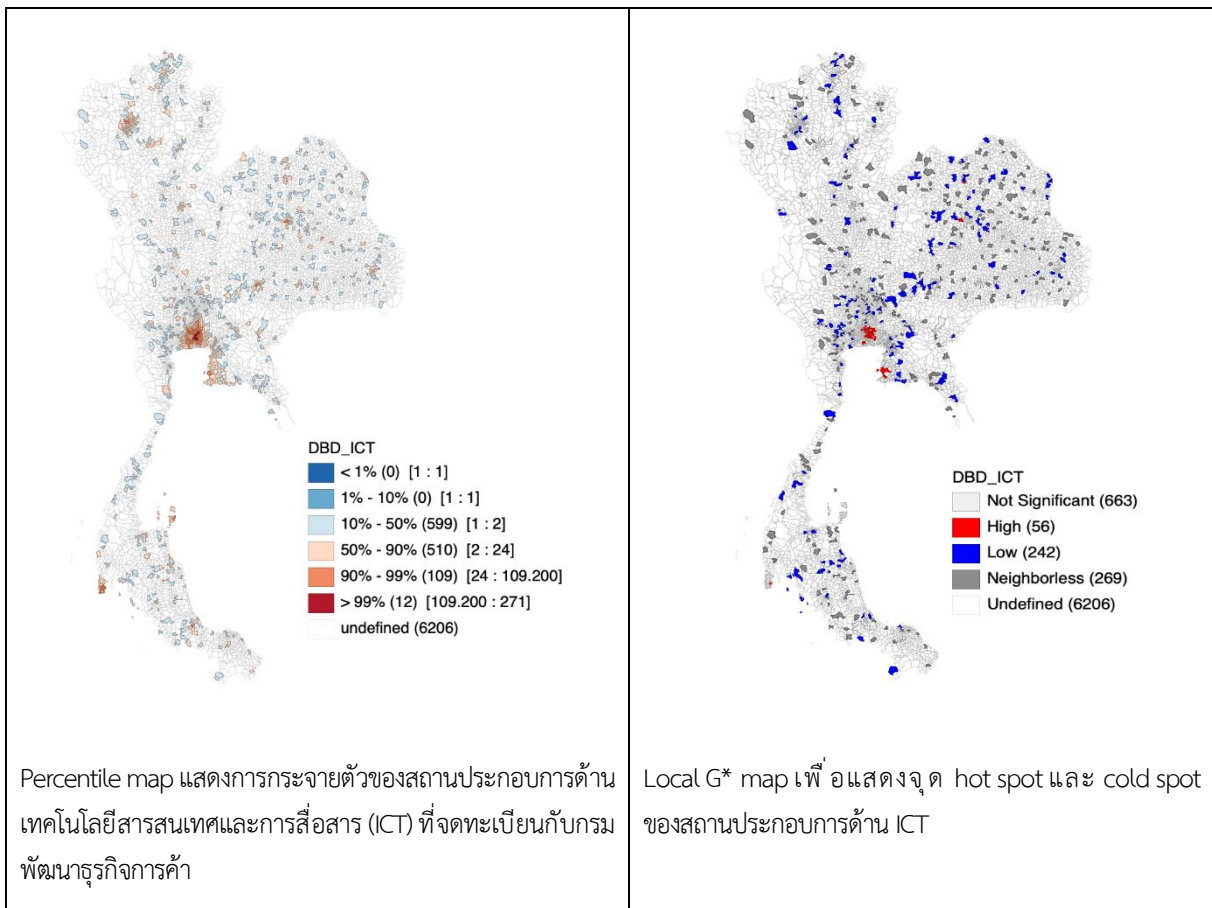 DBD_ICT
< 1% (0) [1 : 1]
1% - 10% (0) [1 : 1]
10% - 50% (599) [1 : 2]
50% - 90% (510) [2 : 24]
90% - 99% (109) [24 : 109.200]
> 99% (12) [109.200 : 271]
undefined (6206)
Percentile map แสดงการกระจายตัวของสถานประกอบการด้าน
เทคโนโลยีสารสนเทศและการสื่อสาร (ICT) ที่จดทะเบียนกับกรม
พัฒนาธุรกิจการค้า
DBD_ICT
Not Significant (663)
High (56)
Low (242)
Neighborless (269)
Undefined (6206)
Local G* map เพื่อแสดงจุด hot spot และ cold spot
ของสถานประกอบการด้าน ICT